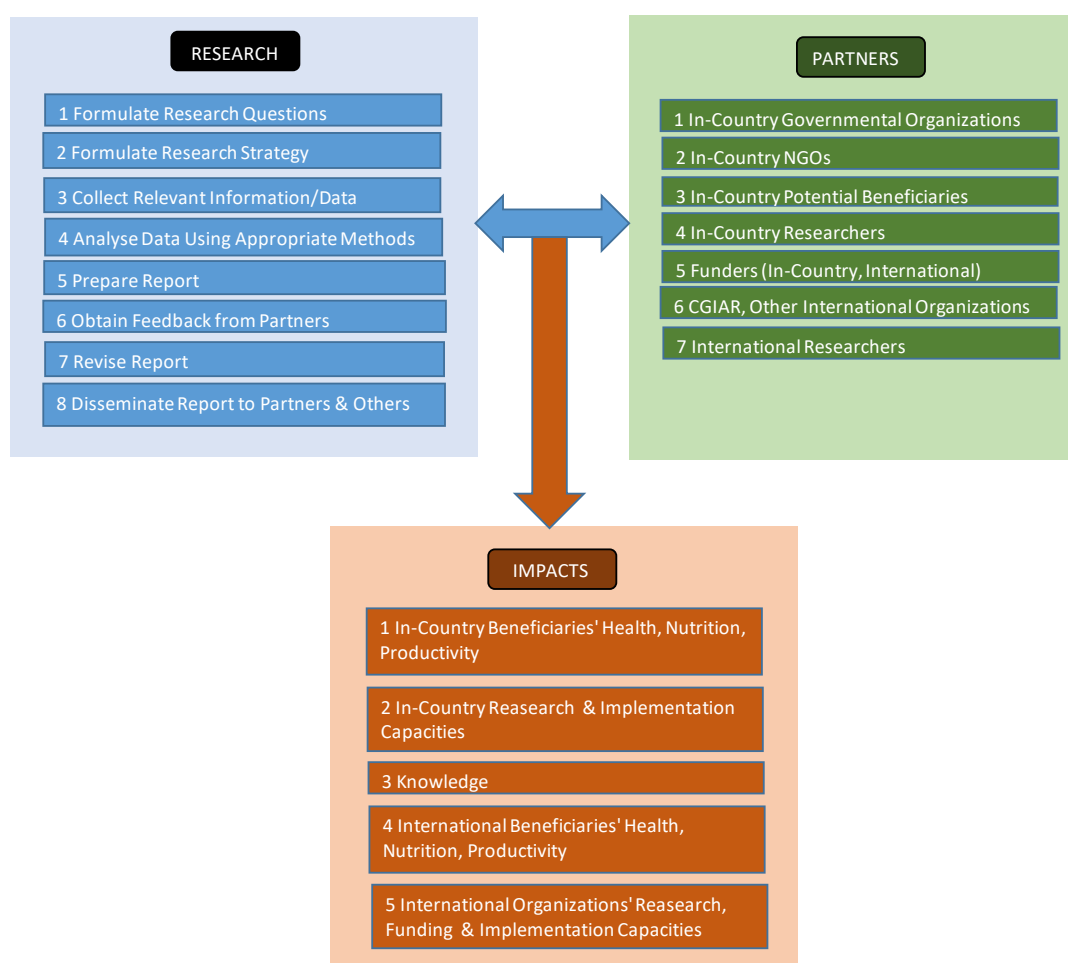 RESEARCH
1 Formulate Research Questions
2 Formulate Research Strategy
3 Collect Relevant Information/Data
4 Analyse Data Using Appropriate Methods
5 Prepare Report
6 Obtain Feedback from Partners
7 Revise Report
8 Disseminate Report to Partners & Others
PARTNERS
1 In-Country Governmental Organizations
2 In-Country NGOs
3 In-Country Potential Beneficiaries
4 In-Country Researchers
5 Funders (In-Country, International)
6 CGIAR, Other International Organizations
7 International Researchers
IMPACTS
1 In-Country Beneficiaries' Health, Nutrition,
Productivity
2 In-Country Reasearch & Implementation
Capacities
3 Knowledge
4 International Beneficiaries' Health,
Nutrition, Productivity
5 International Organizations' Reasearch,
Funding & Implementation Capacities